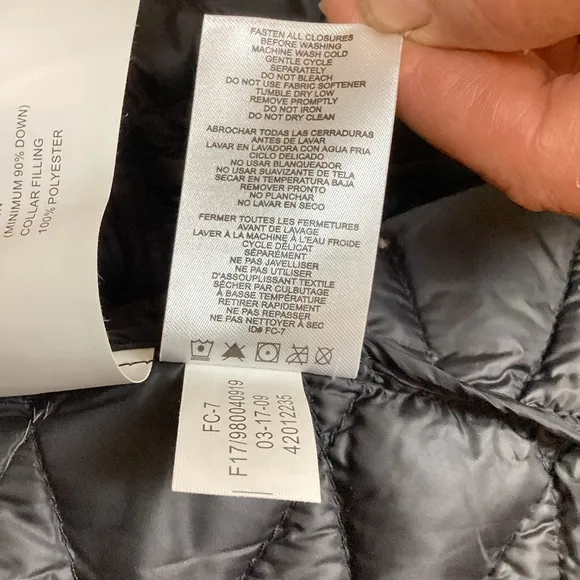 (MINIMUM 90% DOWN)
COLLAR FILLING
100% POLYESTER
FASTEN ALL CLOSURES
BEFORE WASHING
MACHINE WASH COLD
GENTLE CYCLE
SEPARATELY
DO NOT BLEACH
DO NOT USE FABRIC SOFTENER
TUMBLE DRY LOW
REMOVE PROMPTLY
DO NOT IRON
DO NOT DRY CLEAN
ABROCHAR TODAS LAS CERRADURAS
ANTES DE LAVAR
LAVAR EN LAVADORA CON AGUA FRIA
CICLO DELICADO
NO USAR BLANQUEADOR
NO USAR SUAVIZANTE DE TELA
SECAR EN TEMPERATURA BAJA
REMOVER PRONTO
NO PLANCHAR
NO LAVAR EN SECO
FERMER TOUTES LES FERMETURES
AVANT DE LAVAGE
LAVER À LA MACHINE À L'EAU FROIDE
CYCLE DÉLICAT
SÉPARÉMENT
NE PAS JAVELLISER
NE PAS UTILISER
D'ASSOUPLISSANT TEXTILE
SÉCHER PAR CULBUTAGE
À BASSE TEMPÉRATURE
RETIRER RAPIDEMENT
NE PAS REPASSER
NE PAS NETTOYER À SEC
ID# FC-7
FC-7
F17/980040919
03-17-09
42012235